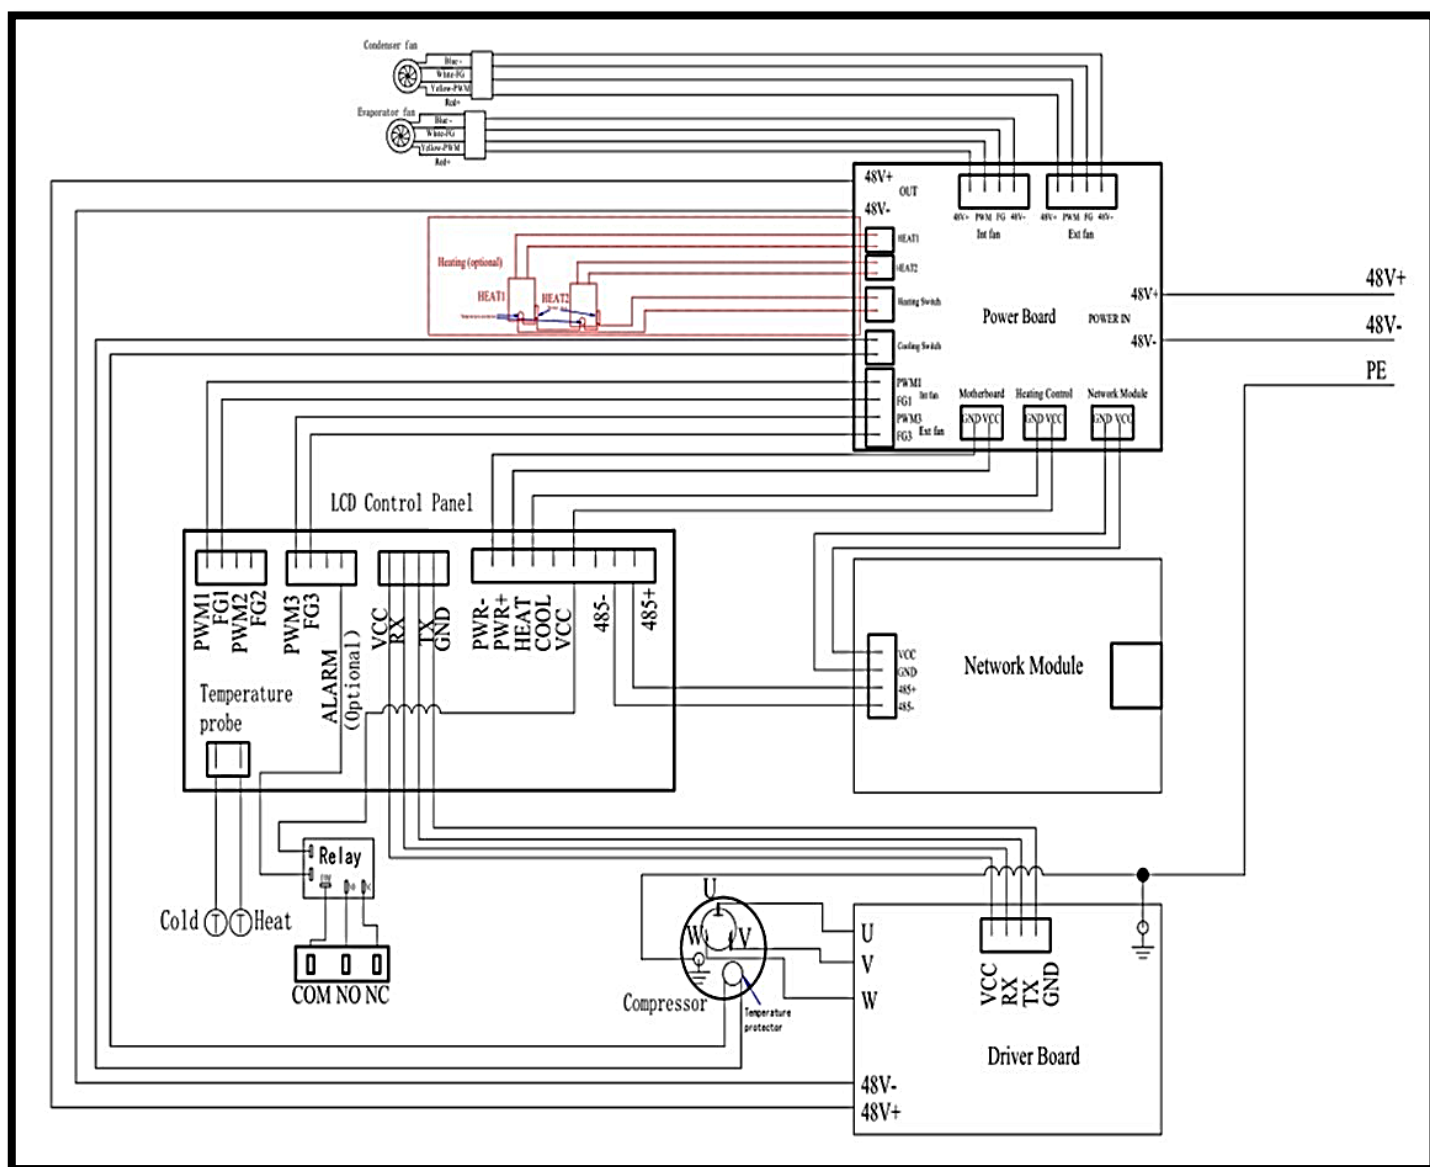 Condenser fan
Blue -
White-FG
Yellow-PWM
Red+
Evaporator fan
Blue -
White-FG
Yellow-PWM
Red+
48V+
OUT
48V-
48V+ PWM FG 48V-
Int fan
48V+ PWM FG 48V-
Ext fan
HEAT1
HEAT2
Heating (optional)
HEAT1
HEAT2
Heating Switch
Cooling Switch
Power Board
48V+
POWER IN
48V-
48V+
48V-
PE
PWM1
FG1
Int fan
PWM3
FG3
Ext fan
Motherboard
GND VCC
Heating Control
GND VCC
Network Module
GND VCC
LCD Control Panel
PWM1
FG1
PWM2
FG2
PWM3
FG3
ALARM
(Optional)
VCC
RX
TX
GND
PWR-
PWR+
HEAT
COOL
VCC
485-
485+
Temperature
probe
VCC
GND
485+
485-
Network Module
Relay
Cold T T Heat
COM NO NC
U
W V
Compressor
Temperature
protector
U
V
W
VCC
RX
TX
GND
Driver Board
48V-
48V+